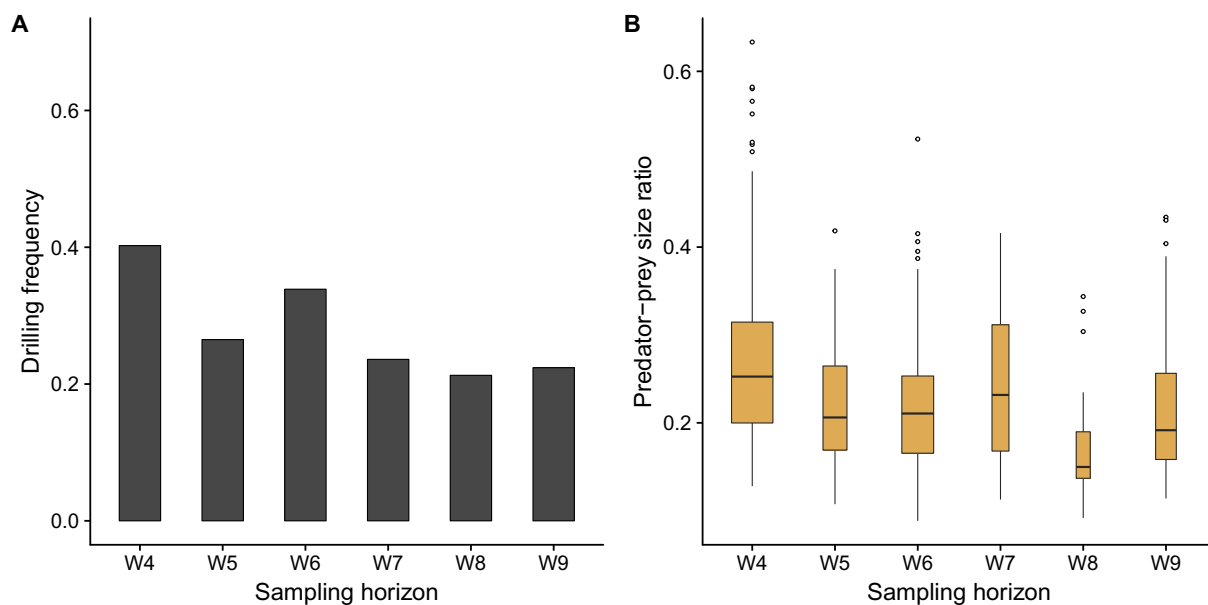 A
Drilling frequency
0.6
0.4
0.2
0.0
W4 W5 W6 W7 W8 W9
Sampling horizon
B
Predator−prey size ratio
0.6
0.4
0.2
W4 W5 W6 W7 W8 W9
Sampling horizon